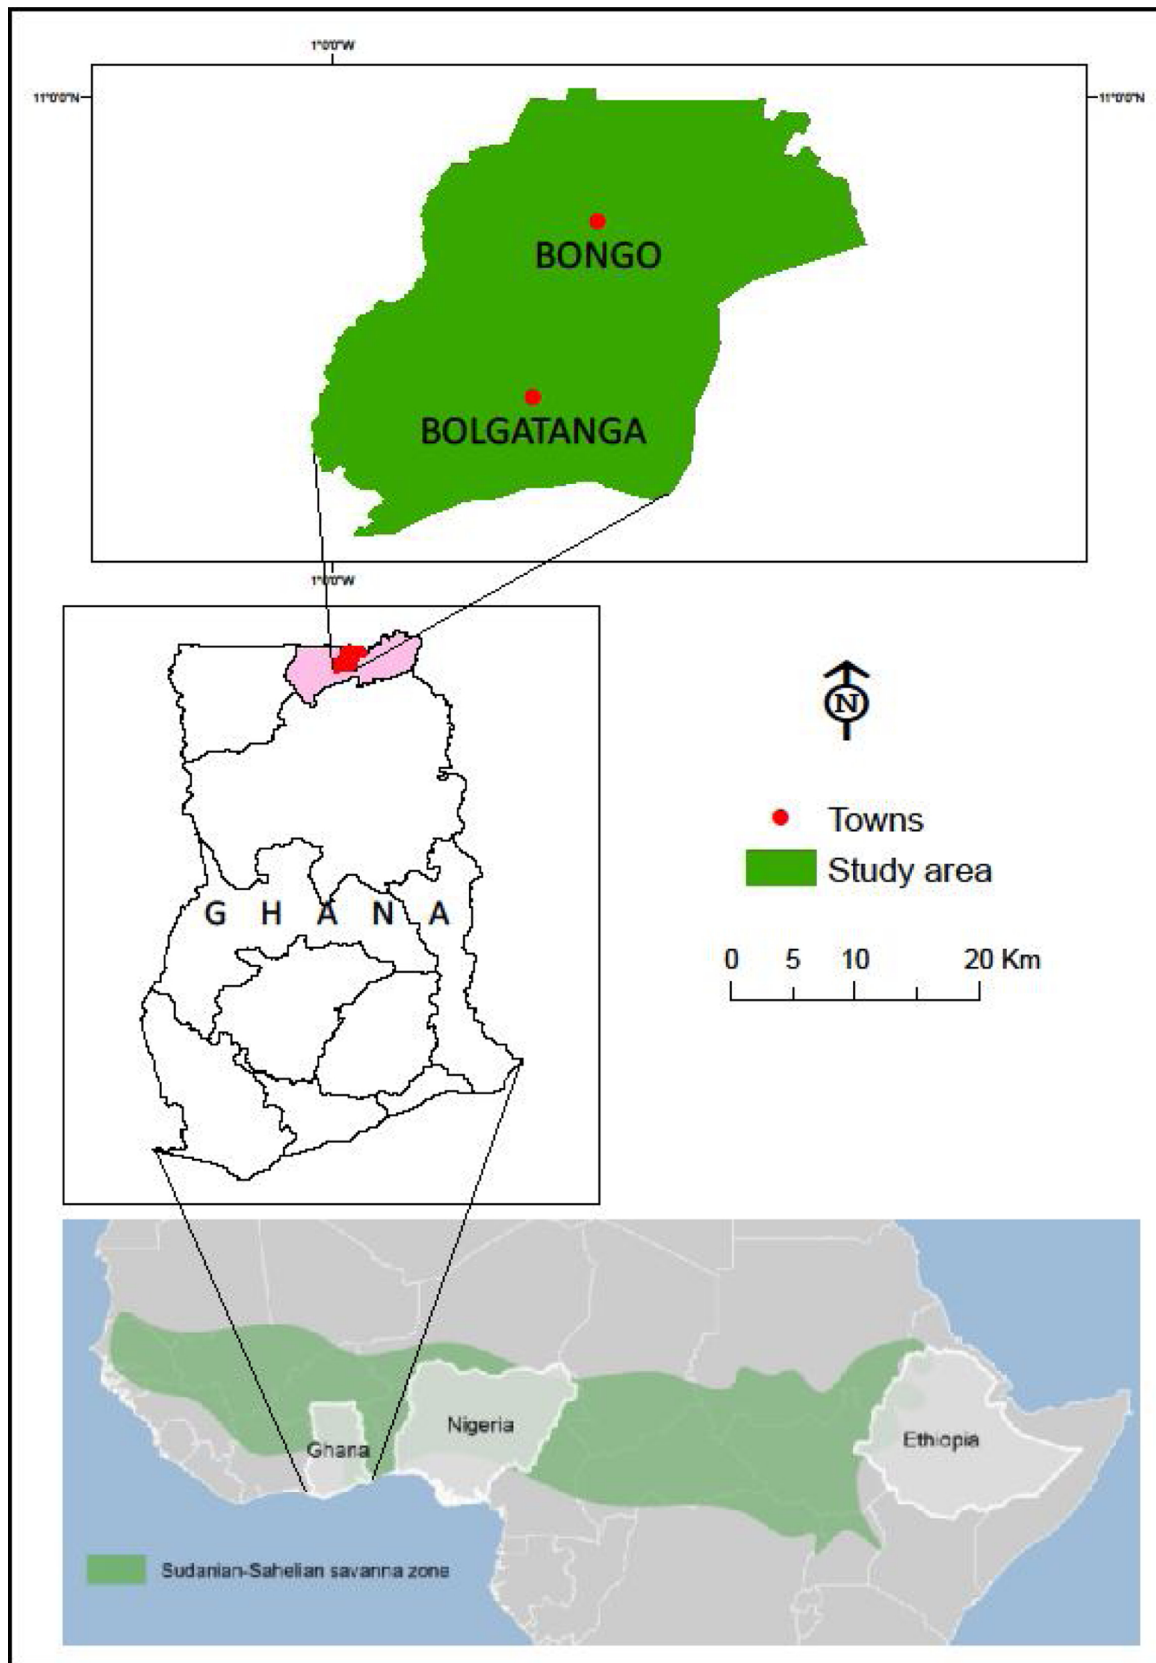 1°0'0"W
11°0'0"N
11°0'0"N
BONGO
BOLGATANGA
1°0'0"W
N
Towns
Study area
G H A N A
0 5 10 20 Km
Nigeria
Ghana
Ethiopia
Sudanian-Sahelian savanna zone